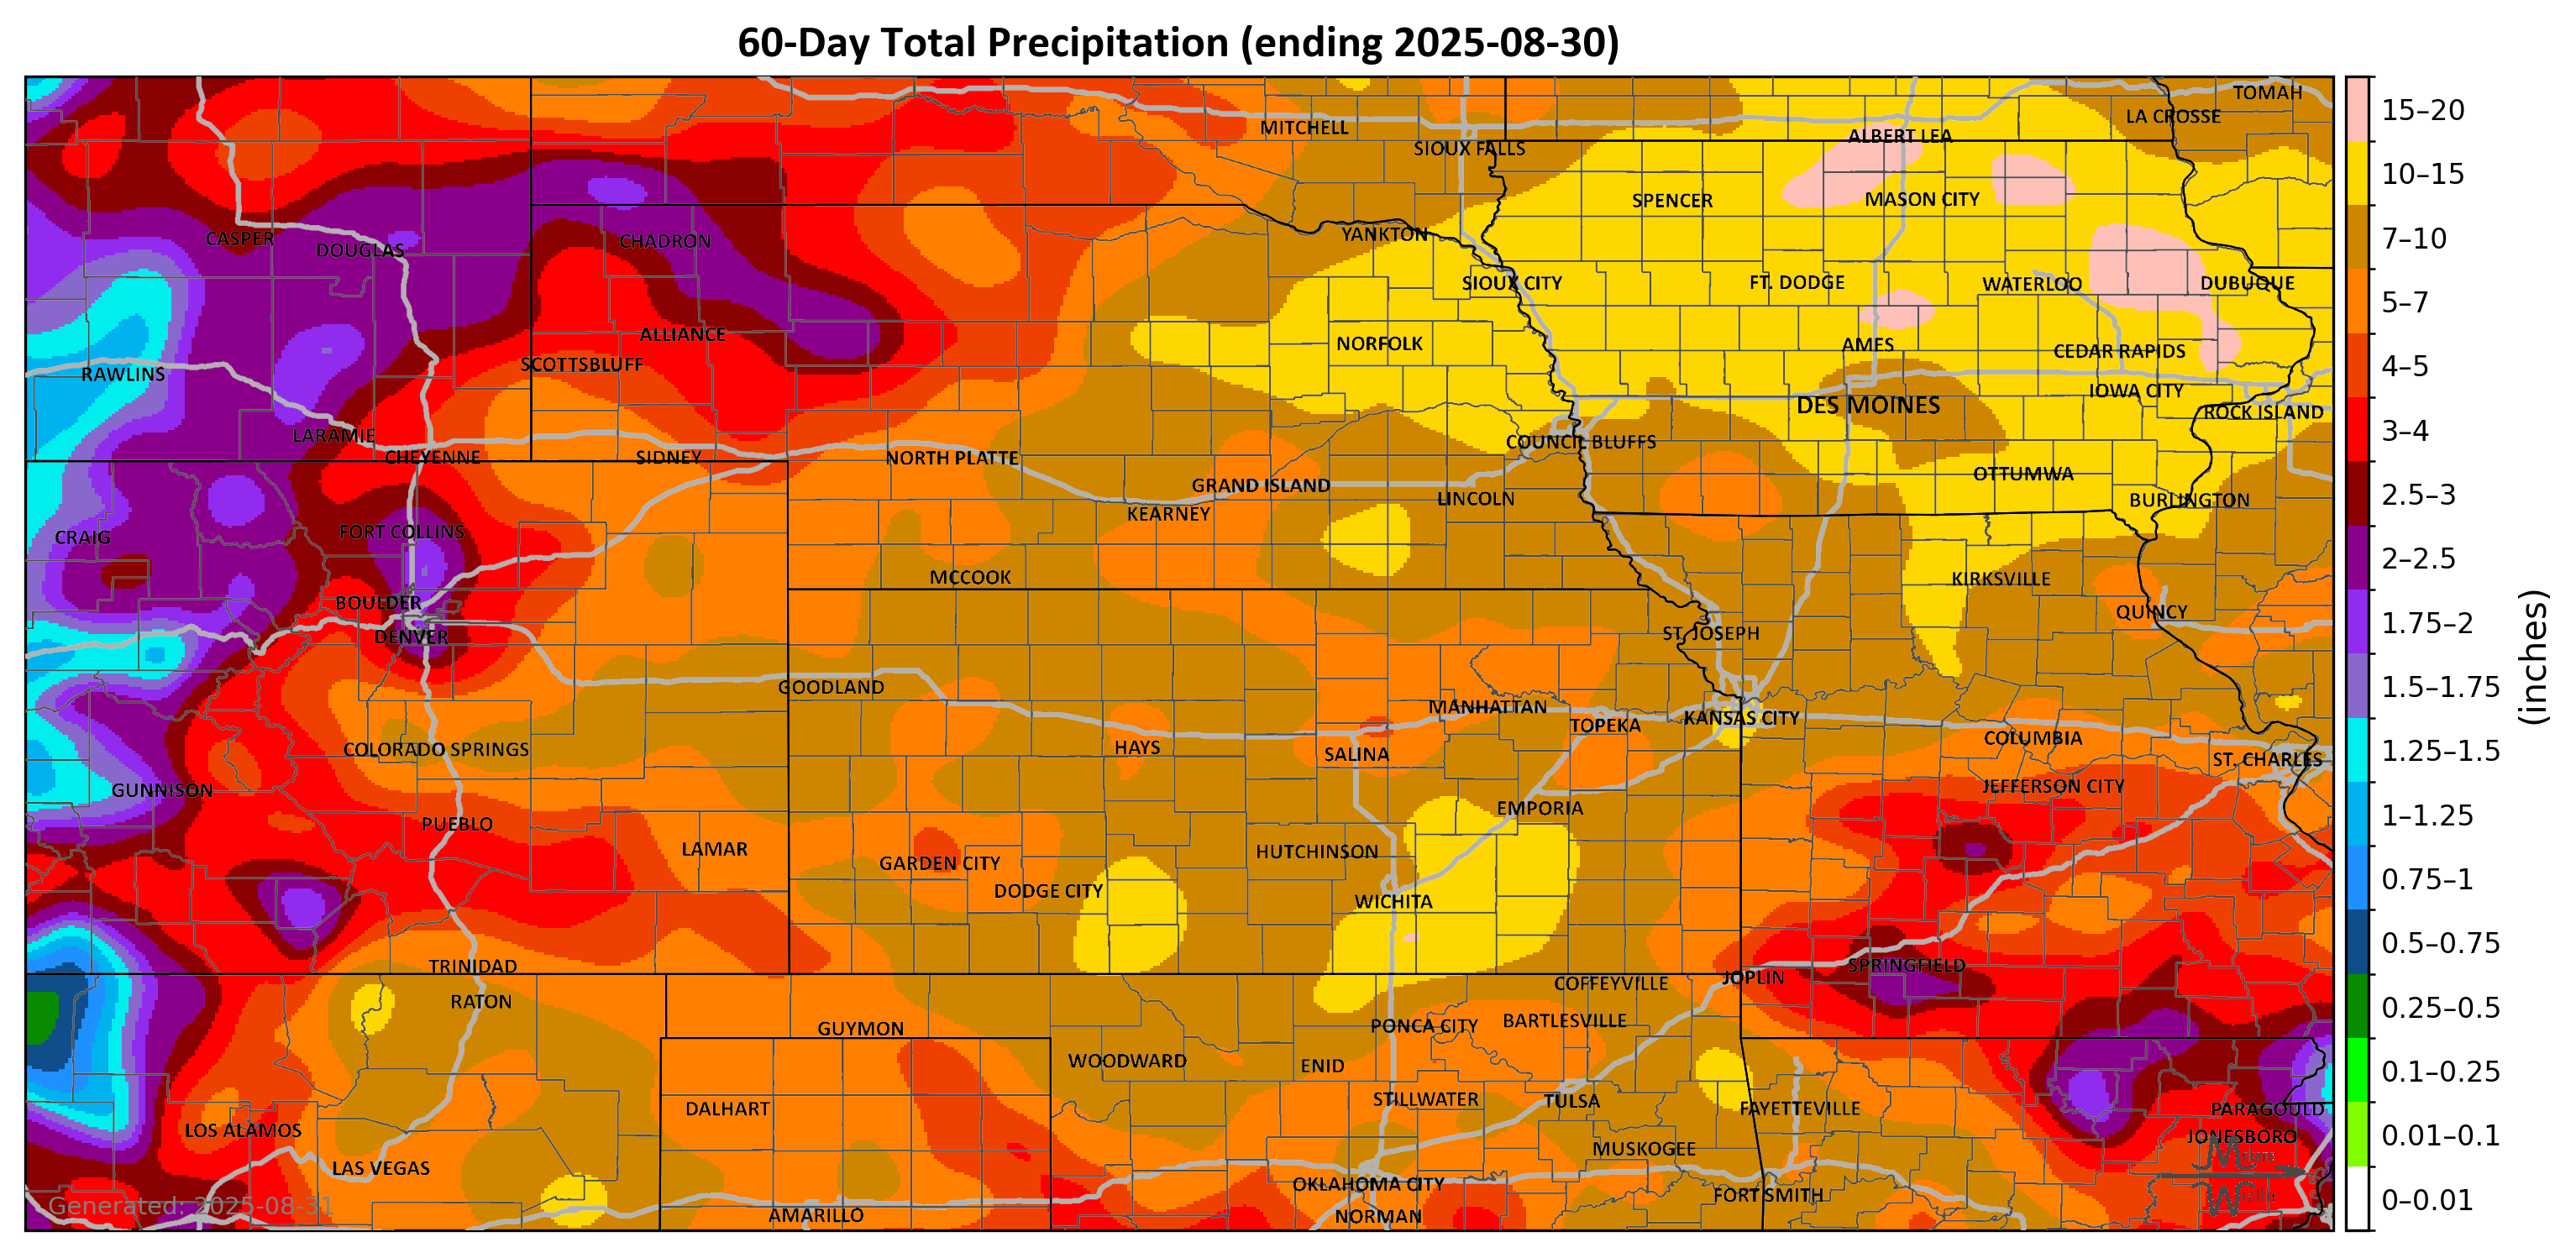 60-Day Total Precipitation (ending 2025-08-30)
TOMAH
LA CROSSE
MITCHELL
ALBERT LEA
SIOUX FALLS
SPENCER
MASON CITY
CASPER
DOUGLAS
CHADRON
YANKTON
SIOUX CITY
FT. DODGE
WATERLOO
DUBUQUE
ALLIANCE
NORFOLK
AMES
CEDAR RAPIDS
SCOTTSBLUFF
RAWLINS
IOWA CITY
DES MOINES
ROCK ISLAND
LARAMIE
COUNCIL BLUFFS
CHEYENNE
SIDNEY
NORTH PLATTE
OTTUMWA
GRAND ISLAND
LINCOLN
BURLINGTON
KEARNEY
FORT COLLINS
CRAIG
MCCOOK
KIRKSVILLE
BOULDER
QUINCY
DENVER
ST. JOSEPH
GOODLAND
MANHATTAN
TOPEKA
KANSAS CITY
COLUMBIA
COLORADO SPRINGS
HAYS
SALINA
ST. CHARLES
GUNNISON
JEFFERSON CITY
EMPORIA
PUEBLO
LAMAR
GARDEN CITY
HUTCHINSON
DODGE CITY
WICHITA
TRINIDAD
SPRINGFIELD
JOPLIN
COFFEYVILLE
RATON
GUYMON
PONCA CITY
BARTLESVILLE
WOODWARD
ENID
DALHART
STILLWATER
TULSA
FAYETTEVILLE
PARAGOULD
LOS ALAMOS
JONESBORO
MUSKOGEE
LAS VEGAS
OKLAHOMA CITY
FORT SMITH
AMARILLO
NORMAN
Generated: 2025-08-31
15–20
10–15
7–10
5–7
4–5
3–4
2.5–3
2–2.5
1.75–2
1.5–1.75
1.25–1.5
1–1.25
0.75–1
0.5–0.75
0.25–0.5
0.1–0.25
0.01–0.1
0–0.01
(inches)